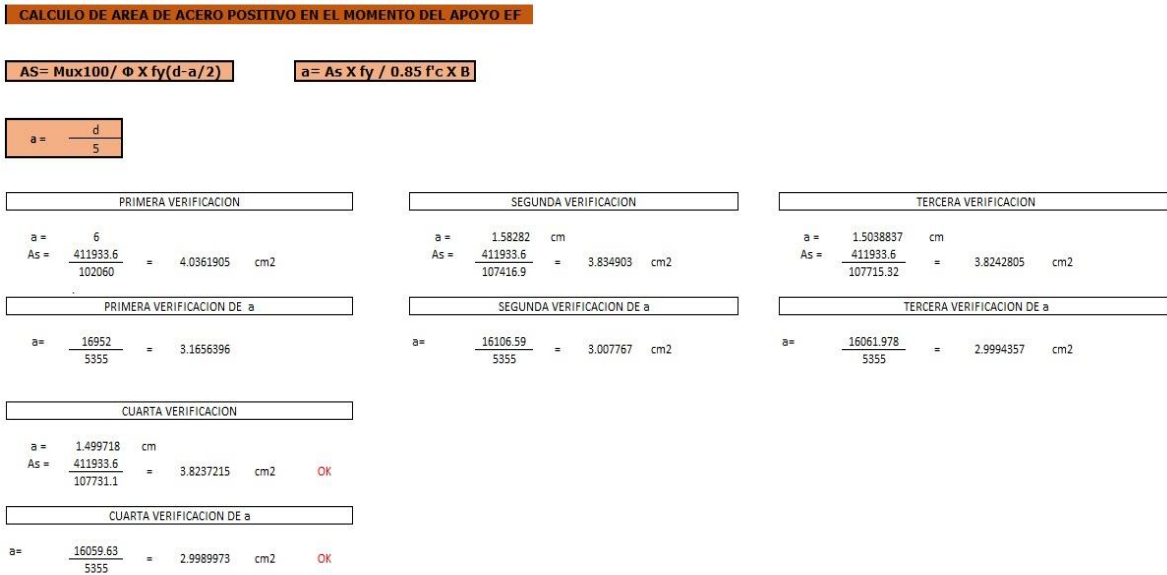 CALCULO DE AREA DE ACERO POSITIVO EN EL MOMENTO DEL APOYO EF
AS= Mux100/ Φ X fy(d-a/2)
a= As X fy / 0.85 f'c X B
a = d
5
PRIMERA VERIFICACION
a = 6
As = 411933.6 = 4.0361905 cm2
102060
PRIMERA VERIFICACION DE a
a= 16952 = 3.1656396
5355
SEGUNDA VERIFICACION
a = 1.58282 cm
As = 411933.6 = 3.834903 cm2
107416.9
SEGUNDA VERIFICACION DE a
a= 16106.59 = 3.007767 cm2
5355
TERCERA VERIFICACION
a = 1.5038837 cm
As = 411933.6 = 3.8242805 cm2
107715.32
TERCERA VERIFICACION DE a
a= 16061.978 = 2.9994357 cm2
5355
CUARTA VERIFICACION
a = 1.499718 cm
As = 411933.6 = 3.8237215 cm2 OK
107731.1
CUARTA VERIFICACION DE a
a= 16059.63 = 2.9989973 cm2 OK
5355